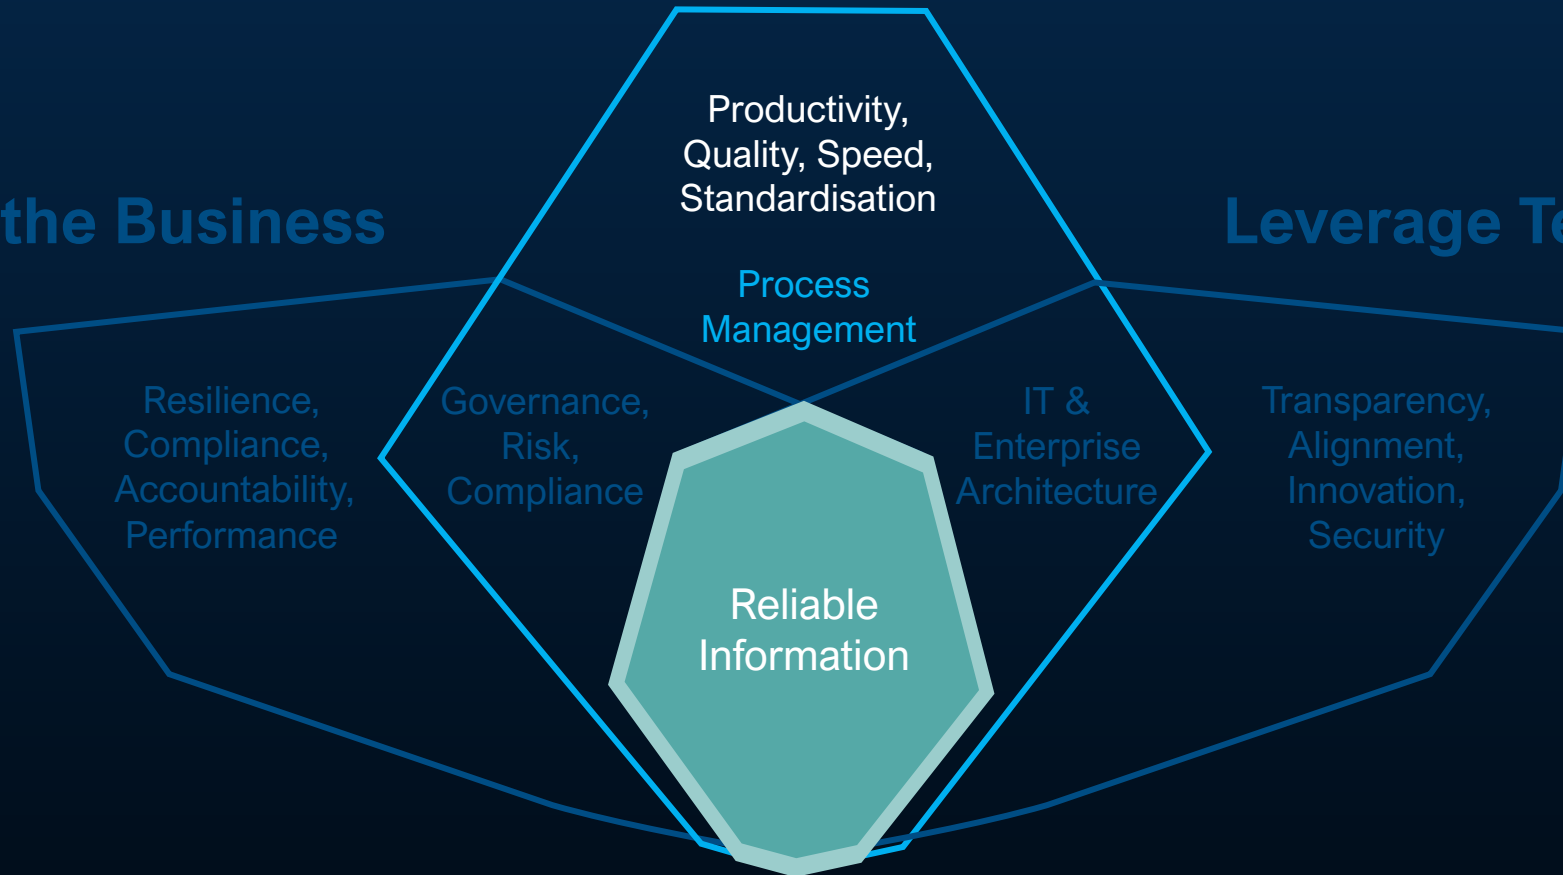 Productivity,
Quality, Speed,
Standardisation
the Business
Leverage
Process
Management
Resilience,
Compliance,
Accountability,
Performance
Governance,
Risk,
Compliance
IT &
Enterprise
Architecture
Transparency,
Alignment,
Innovation,
Security
Reliable
Information